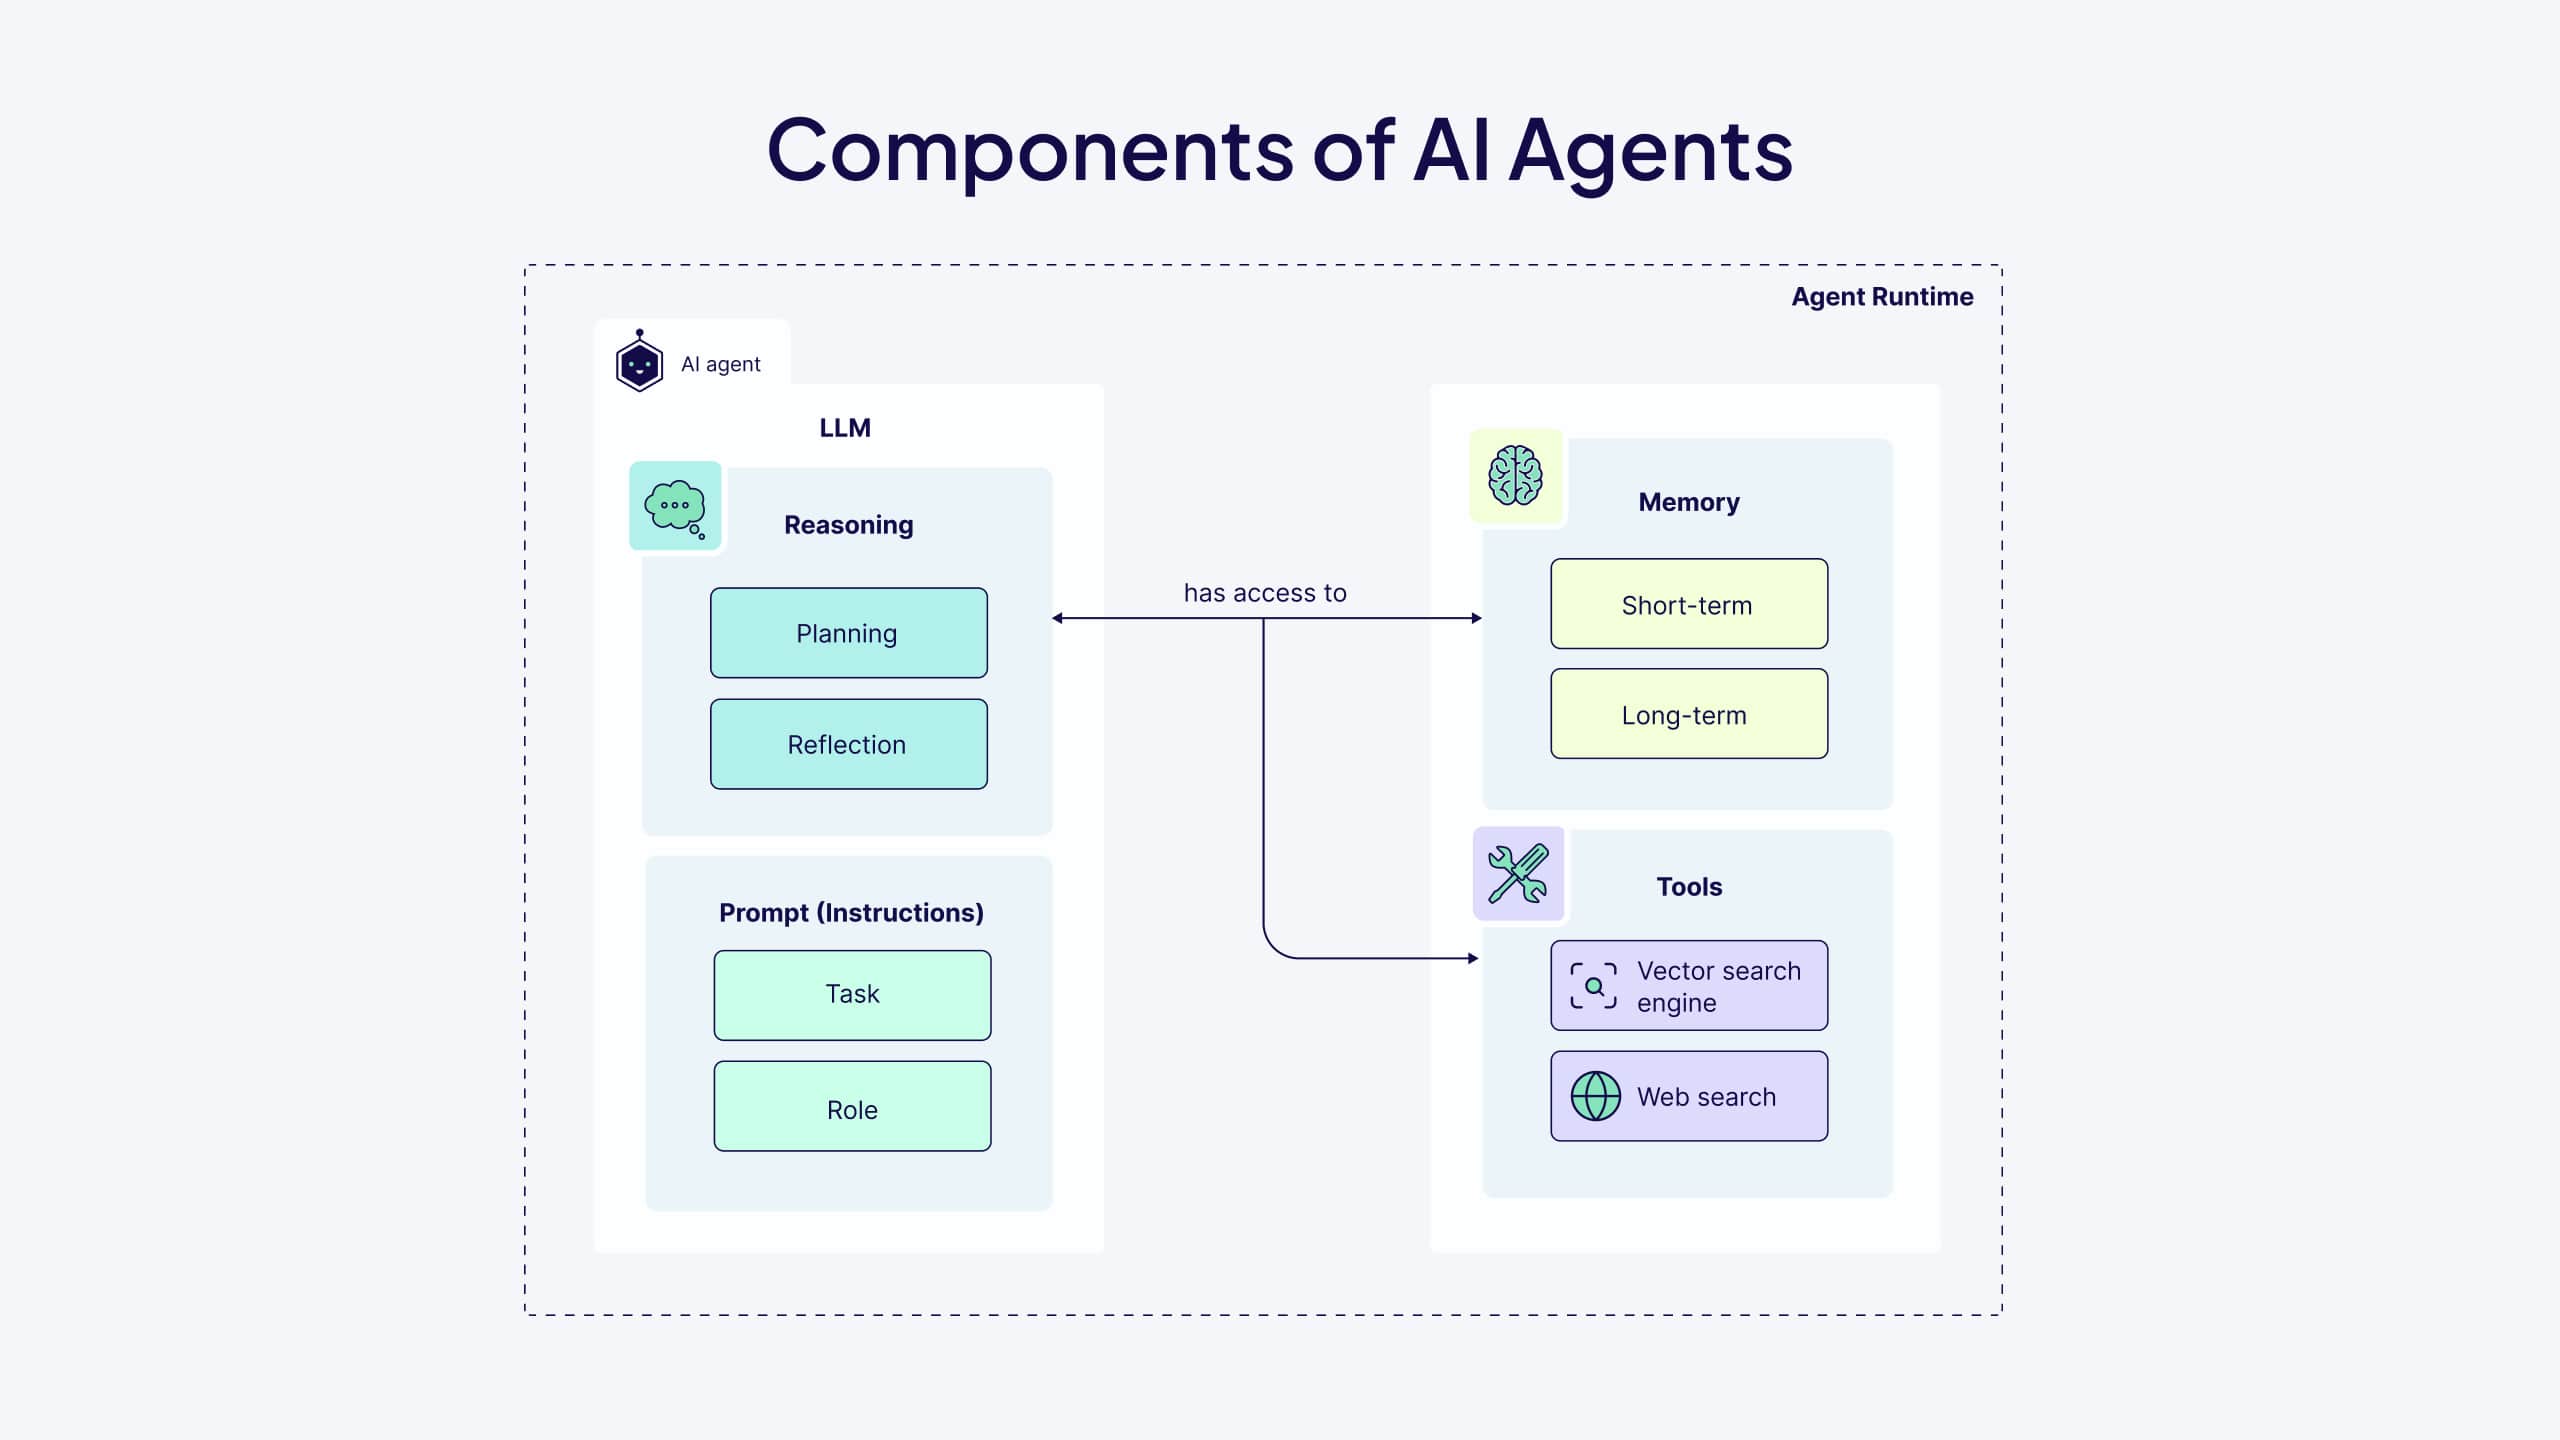 Components of AI Agents
Agent Runtime
AI agent
LLM
Reasoning
Planning
Reflection
Prompt (Instructions)
Task
Role
has access to
Memory
Short-term
Long-term
Tools
Vector search
engine
Web search